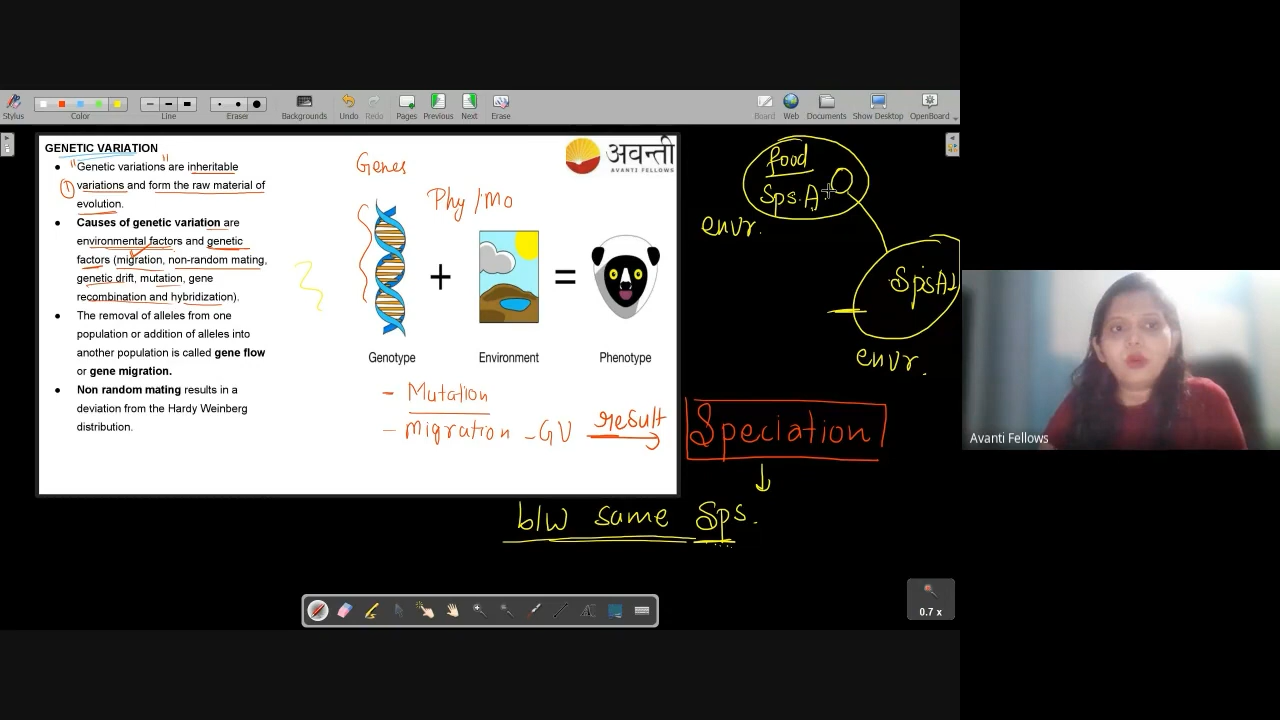 Stylus
Color
Line
Eraser
Backgrounds
Undo
Redo
Pages
Previous
Next
Erase
Board
Web
Documents
Show Desktop
OpenBoard
GENETIC VARIATION
"Genetic variations" are inheritable
① variations and form the raw material of
evolution.
Causes of genetic variation are
environmental factors and genetic
factors (migration, non-random mating,
genetic drift, mutation, gene
recombination and hybridization).
The removal of alleles from one
population or addition of alleles into
another population is called gene flow
or gene migration.
Non random mating results in a
deviation from the Hardy Weinberg
distribution.
Genes
Phy/Mo
अवन्ती
AVANTI FELLOWS
+
=
Genotype
Environment
Phenotype
- Mutation
- Migration - GV result
Speciation
b/w same Sps.
food
Sps.A
envr.
Sps A1
envr.
Avanti Fellows
0.7 x